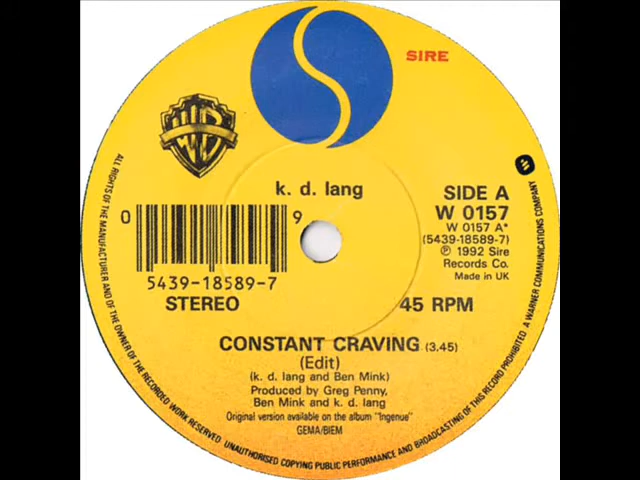 SIRE
WB
k. d. lang
SIDE A
W 0157
W 0157 A*
(5439-18589-7)
℗ 1992 Sire
Records Co.
Made in UK
0 9
5439-18589-7
STEREO
45 RPM
CONSTANT CRAVING (3.45)
(Edit)
(k. d. lang and Ben Mink)
Produced by Greg Penny,
Ben Mink and k. d. lang
Original version available on the album "Ingenue"
GEMA/BIEM
ALL RIGHTS OF THE MANUFACTURER AND OF THE OWNER OF THE RECORDED WORK RESERVED. UNAUTHORISED COPYING PUBLIC PERFORMANCE AND BROADCASTING OF THIS RECORD PROHIBITED. A WARNER COMMUNICATIONS COMPANY